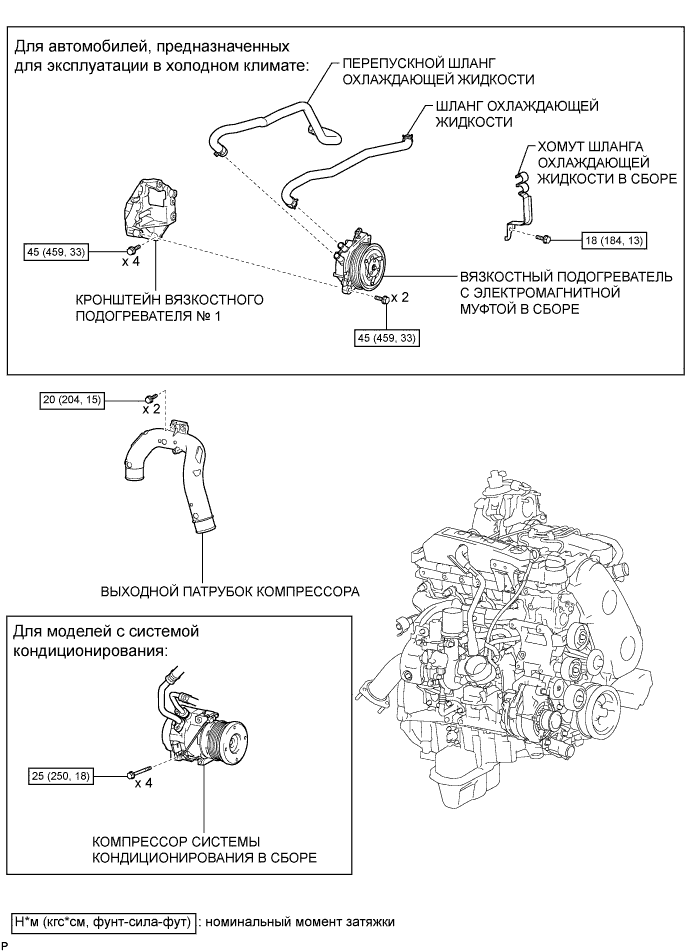 Для автомобилей, предназначенных
для эксплуатации в холодном климате:
ПЕРЕПУСКНОЙ ШЛАНГ
ОХЛАЖДАЮЩЕЙ ЖИДКОСТИ
ШЛАНГ ОХЛАЖДАЮЩЕЙ
ЖИДКОСТИ
ХОМУТ ШЛАНГА
ОХЛАЖДАЮЩЕЙ
ЖИДКОСТИ В СБОРЕ
18 (184, 13)
45 (459, 33)
x 4
КРОНШТЕЙН ВЯЗКОСТНОГО
ПОДОГРЕВАТЕЛЯ № 1
ВЯЗКОСТНЫЙ ПОДОГРЕВАТЕЛЬ
С ЭЛЕКТРОМАГНИТНОЙ
МУФТОЙ В СБОРЕ
x 2
45 (459, 33)
20 (204, 15)
x 2
ВЫХОДНОЙ ПАТРУБОК КОМПРЕССОРА
Для моделей с системой
кондиционирования:
25 (250, 18)
x 4
КОМПРЕССОР СИСТЕМЫ
КОНДИЦИОНИРОВАНИЯ В СБОРЕ
Н*м (кгс*см, фунт-сила-фут) : номинальный момент затяжки
P